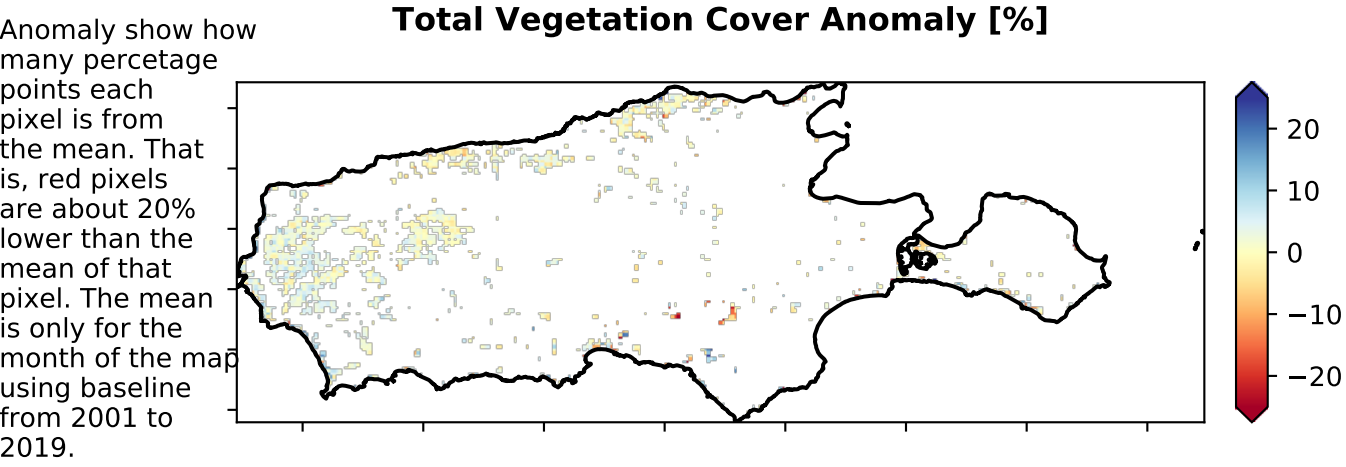 Total Vegetation Cover Anomaly [%]
Anomaly show how
many percetage
points each
pixel is from
the mean. That
is, red pixels
are about 20%
lower than the
mean of that
pixel. The mean
is only for the
month of the map
using baseline
from 2001 to
2019.
20
10
0
−10
−20